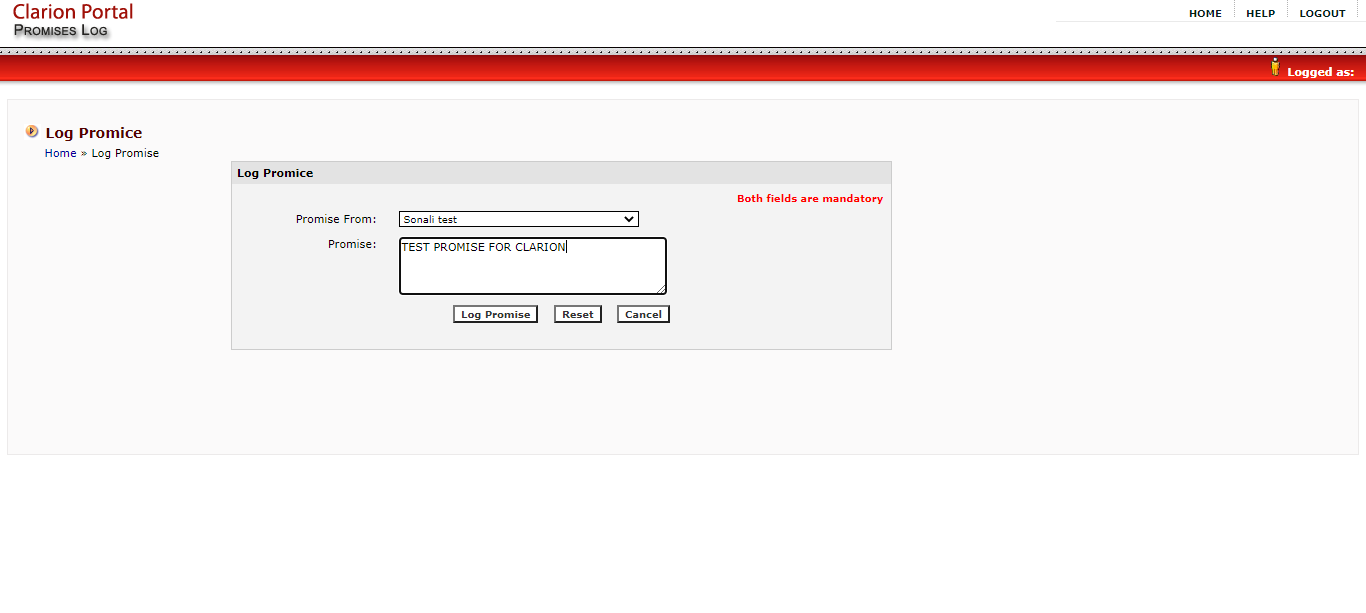 Clarion Portal
PROMISES LOG
HOME HELP LOGOUT
Logged as:
Log Promice
Home » Log Promise
Log Promice
Both fields are mandatory
Promise From: Sonali test
Promise: TEST PROMISE FOR CLARION
Log Promise Reset Cancel